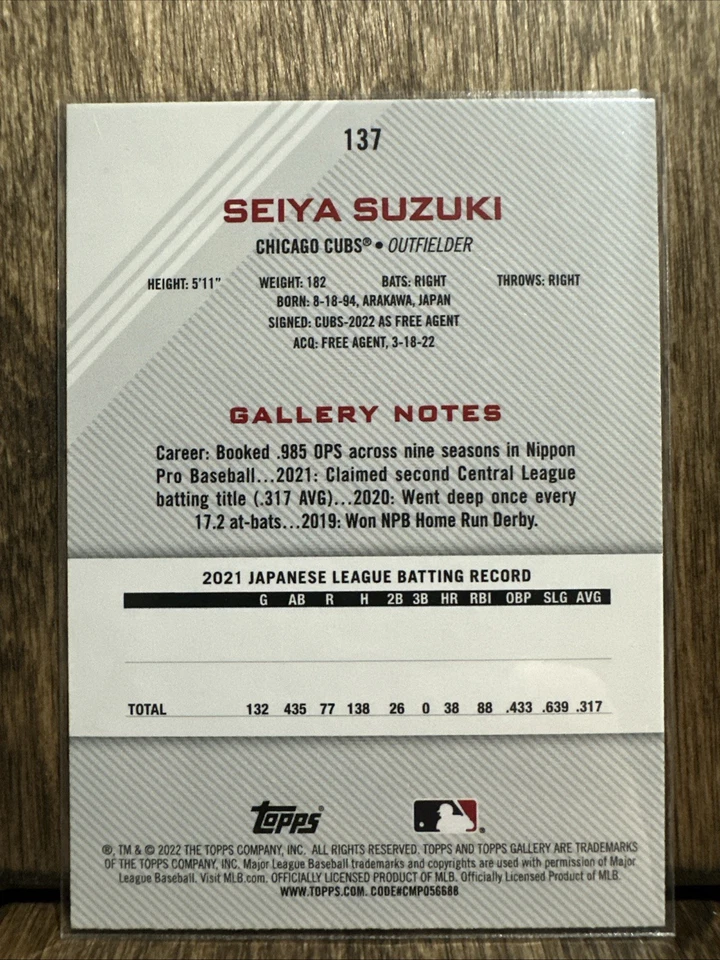 137
SEIYA SUZUKI
CHICAGO CUBS® • OUTFIELDER
HEIGHT: 5'11" WEIGHT: 182 BATS: RIGHT THROWS: RIGHT
BORN: 8-18-94, ARAKAWA, JAPAN
SIGNED: CUBS-2022 AS FREE AGENT
ACQ: FREE AGENT, 3-18-22
GALLERY NOTES
Career: Booked .985 OPS across nine seasons in Nippon
Pro Baseball...2021: Claimed second Central League
batting title (.317 AVG)...2020: Went deep once every
17.2 at-bats...2019: Won NPB Home Run Derby.
2021 JAPANESE LEAGUE BATTING RECORD
G AB R H 2B 3B HR RBI OBP SLG AVG
TOTAL 132 435 77 138 26 0 38 88 .433 .639 .317
Topps®
®, TM & © 2022 THE TOPPS COMPANY, INC. ALL RIGHTS RESERVED. TOPPS AND TOPPS GALLERY ARE TRADEMARKS
OF THE TOPPS COMPANY, INC. Major League Baseball trademarks and copyrights are used with permission of Major
League Baseball. Visit MLB.com. OFFICIALLY LICENSED PRODUCT OF MLB. Officially Licensed Product of MLB.
WWW.TOPPS.COM. CODE#CMP056688